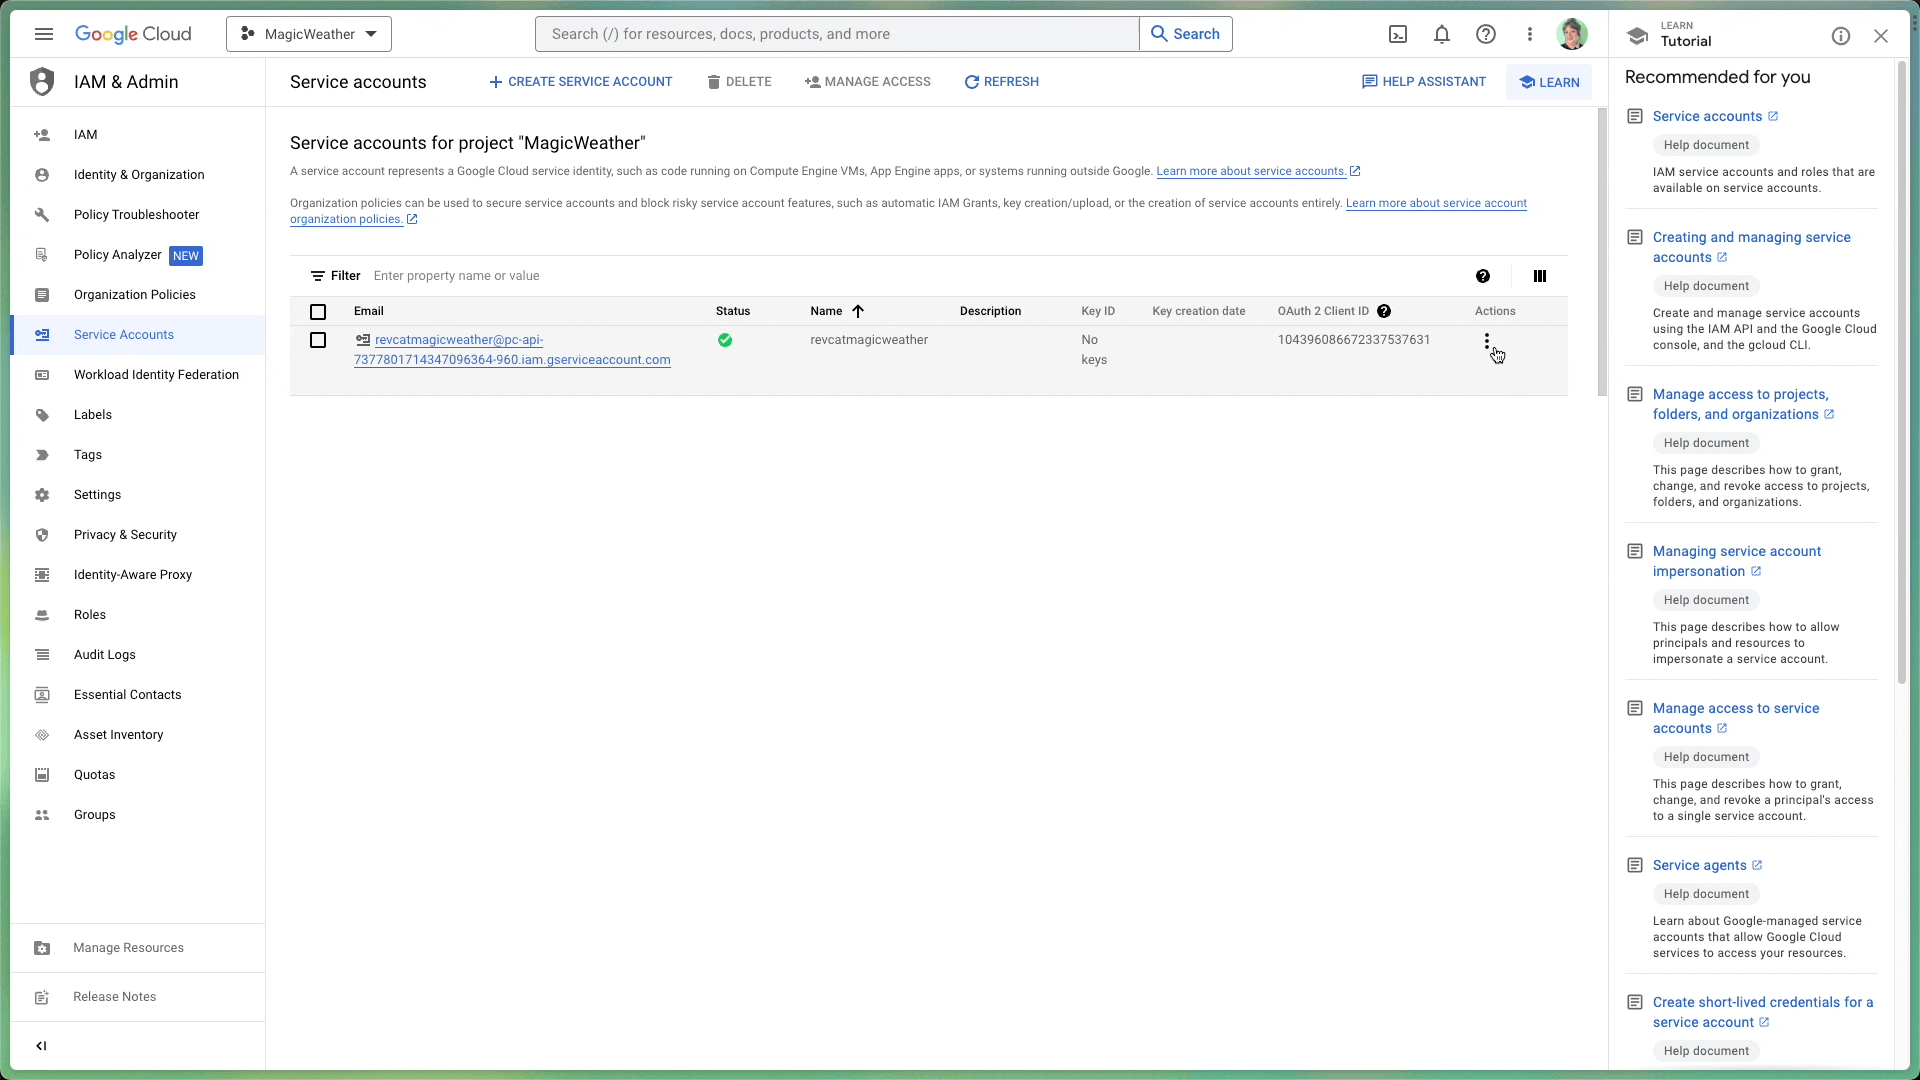 Google Cloud
MagicWeather
Search (/) for resources, docs, products, and more
Search
LEARN
Tutorial
IAM & Admin
Service accounts
CREATE SERVICE ACCOUNT
DELETE
MANAGE ACCESS
REFRESH
HELP ASSISTANT
LEARN
IAM
Identity & Organization
Policy Troubleshooter
Policy Analyzer NEW
Organization Policies
Service Accounts
Workload Identity Federation
Labels
Tags
Settings
Privacy & Security
Identity-Aware Proxy
Roles
Audit Logs
Essential Contacts
Asset Inventory
Quotas
Groups
Manage Resources
Release Notes
Service accounts for project "MagicWeather"
A service account represents a Google Cloud service identity, such as code running on Compute Engine VMs, App Engine apps, or systems running outside Google. Learn more about service accounts.
Organization policies can be used to secure service accounts and block risky service account features, such as automatic IAM Grants, key creation/upload, or the creation of service accounts entirely. Learn more about service account
organization policies.
Filter Enter property name or value
Email Status Name Description Key ID Key creation date OAuth 2 Client ID Actions
revcatmagicweather@pc-api- revcatmagicweather No 104396086672337537631
7377801714347096364-960.iam.gserviceaccount.com keys
Recommended for you
Service accounts
Help document
IAM service accounts and roles that are
available on service accounts.
Creating and managing service
accounts
Help document
Create and manage service accounts
using the IAM API and the Google Cloud
console, and the gcloud CLI.
Manage access to projects,
folders, and organizations
Help document
This page describes how to grant,
change, and revoke access to projects,
folders, and organizations.
Managing service account
impersonation
Help document
This page describes how to allow
principals and resources to
impersonate a service account.
Manage access to service
accounts
Help document
This page describes how to grant,
change, and revoke a principal's access
to a single service account.
Service agents
Help document
Learn about Google-managed service
accounts that allow Google Cloud
services to access your resources.
Create short-lived credentials for a
service account
Help document